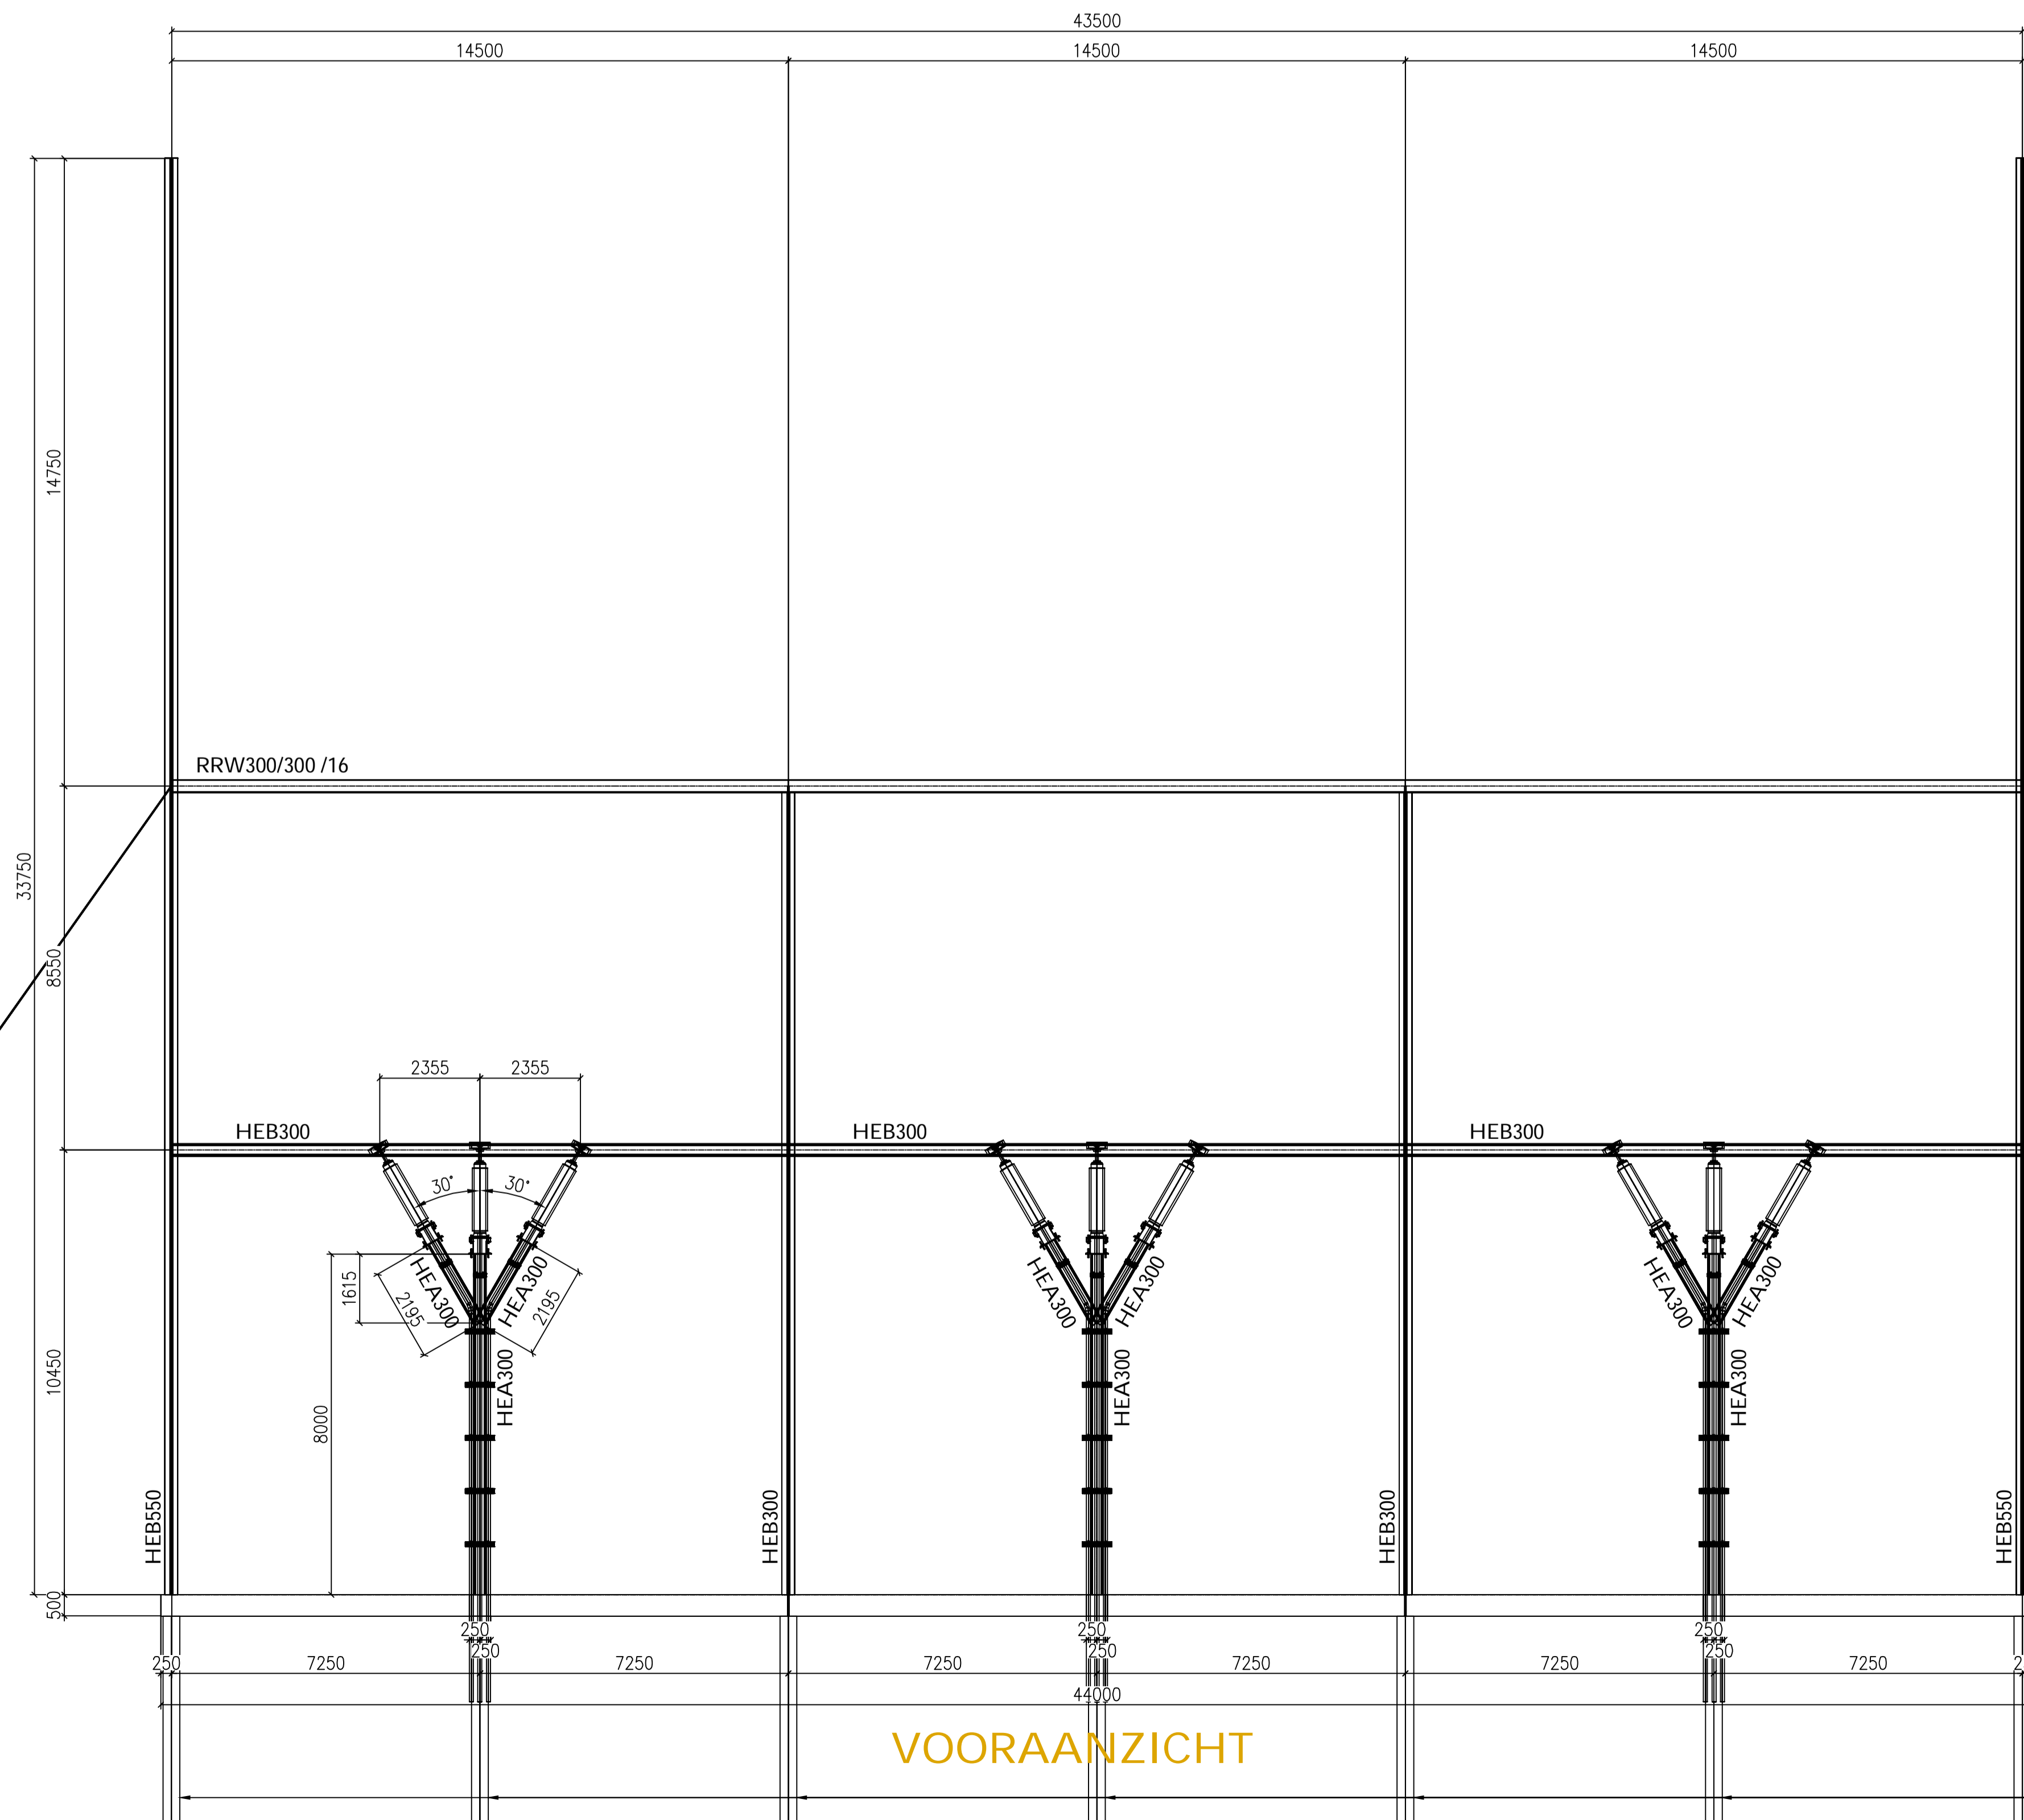 43500
14500 14500 14500
14750
RRW300/300 /16
33750
8550
2355 2355
HEB300 HEB300 HEB300
30° 30°
1615
HEA300 HEA300 HEA300 HEA300 HEA300 HEA300
2195 2195
10450
8000
HEA300 HEA300 HEA300
HEB550 HEB300 HEB300 HEB550
500
250 250 250
250 250 250
250 7250 7250 7250 7250 7250 7250 2
44000
VOORAANZICHT